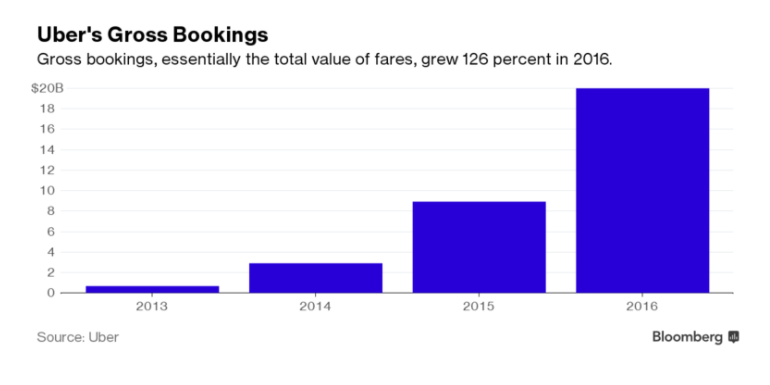 Uber's Gross Bookings
Gross bookings, essentially the total value of fares, grew 126 percent in 2016.
$20B
18
16
14
12
10
8
6
4
2
0
2013 2014 2015 2016
Source: Uber Bloomberg